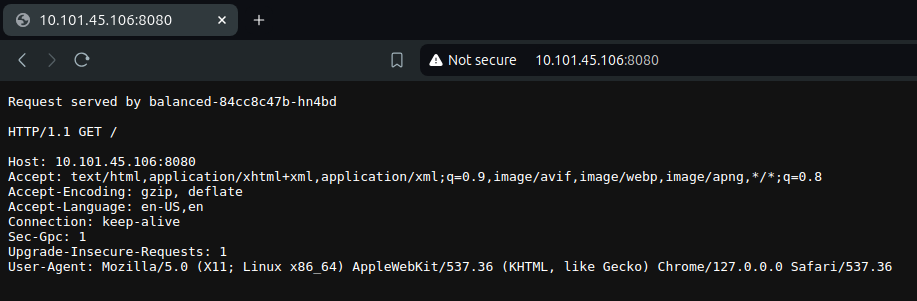 10.101.45.106:8080
Not secure 10.101.45.106:8080
Request served by balanced-84cc8c47b-hn4bd
HTTP/1.1 GET /
Host: 10.101.45.106:8080
Accept: text/html,application/xhtml+xml,application/xml;q=0.9,image/avif,image/webp,image/apng,*/*;q=0.8
Accept-Encoding: gzip, deflate
Accept-Language: en-US,en
Connection: keep-alive
Sec-Gpc: 1
Upgrade-Insecure-Requests: 1
User-Agent: Mozilla/5.0 (X11; Linux x86_64) AppleWebKit/537.36 (KHTML, like Gecko) Chrome/127.0.0.0 Safari/537.36